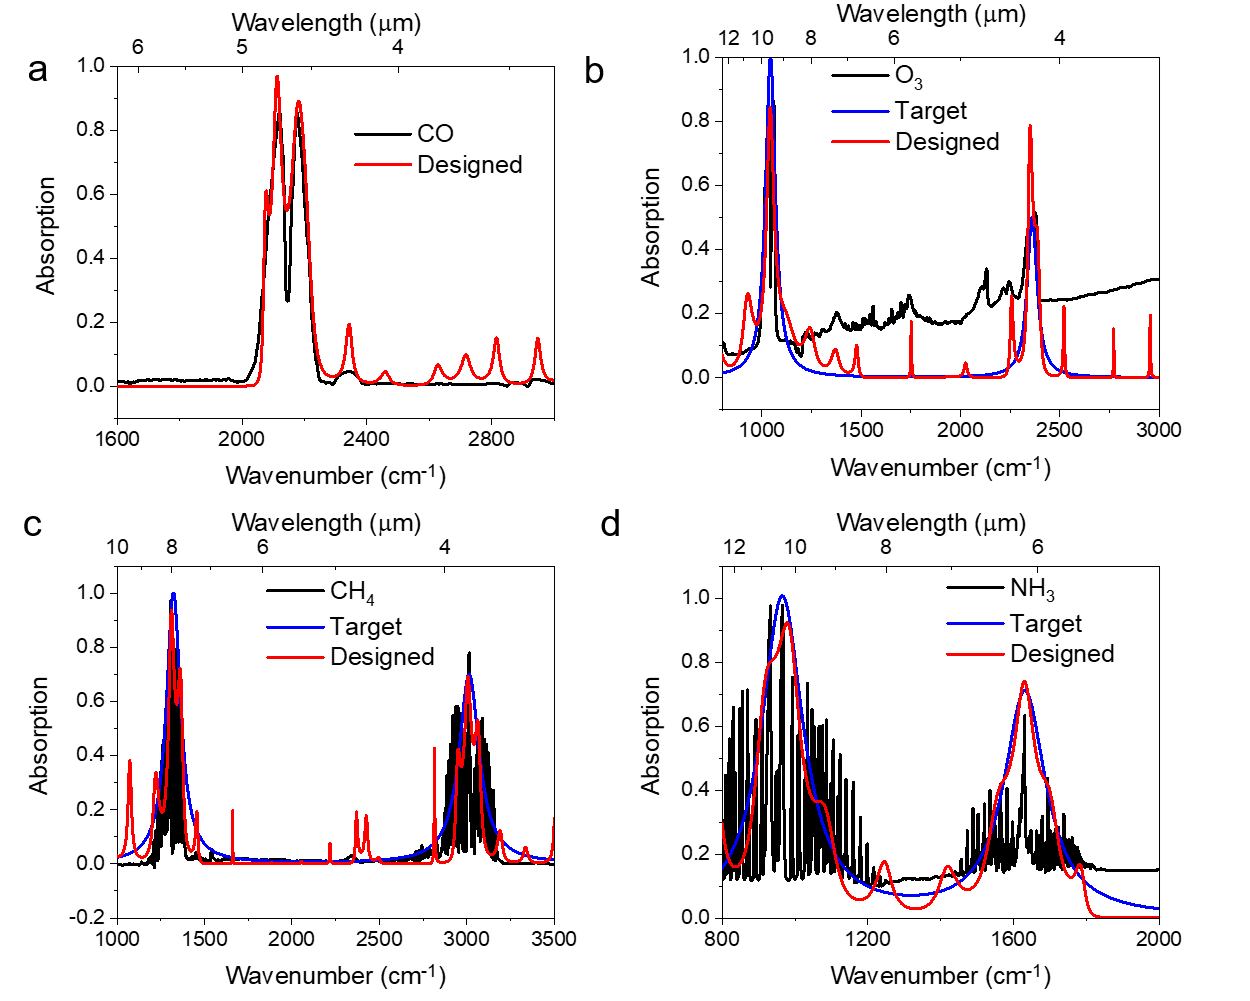 a
Wavelength (μm)
6 5 4
1.0
0.8
0.6
0.4
0.2
0.0
Absorption
CO
Designed
1600 2000 2400 2800
Wavenumber (cm⁻¹)
b
Wavelength (μm)
12 10 8 6 4
1.0
0.8
0.6
0.4
0.2
0.0
Absorption
O₃
Target
Designed
1000 1500 2000 2500 3000
Wavenumber (cm⁻¹)
c
Wavelength (μm)
10 8 6 4
1.0
0.8
0.6
0.4
0.2
0.0
-0.2
Absorption
CH₄
Target
Designed
1000 1500 2000 2500 3000 3500
Wavenumber (cm⁻¹)
d
Wavelength (μm)
12 10 8 6
1.0
0.8
0.6
0.4
0.2
0.0
Absorption
NH₃
Target
Designed
800 1200 1600 2000
Wavenumber (cm⁻¹)